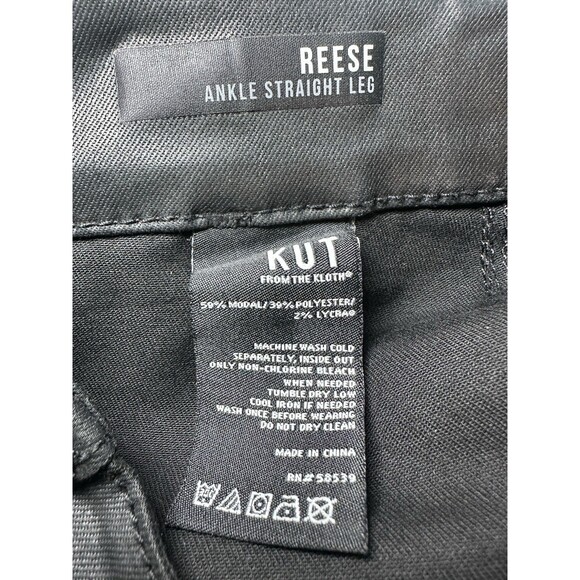 REESE
ANKLE STRAIGHT LEG
KUT
FROM THE KLOTH®
59% MODAL/39% POLYESTER/
2% LYCRA®
MACHINE WASH COLD
SEPARATELY, INSIDE OUT
ONLY NON-CHLORINE BLEACH
WHEN NEEDED
TUMBLE DRY LOW
COOL IRON IF NEEDED
WASH ONCE BEFORE WEARING
DO NOT DRY CLEAN
MADE IN CHINA
RN# 58539